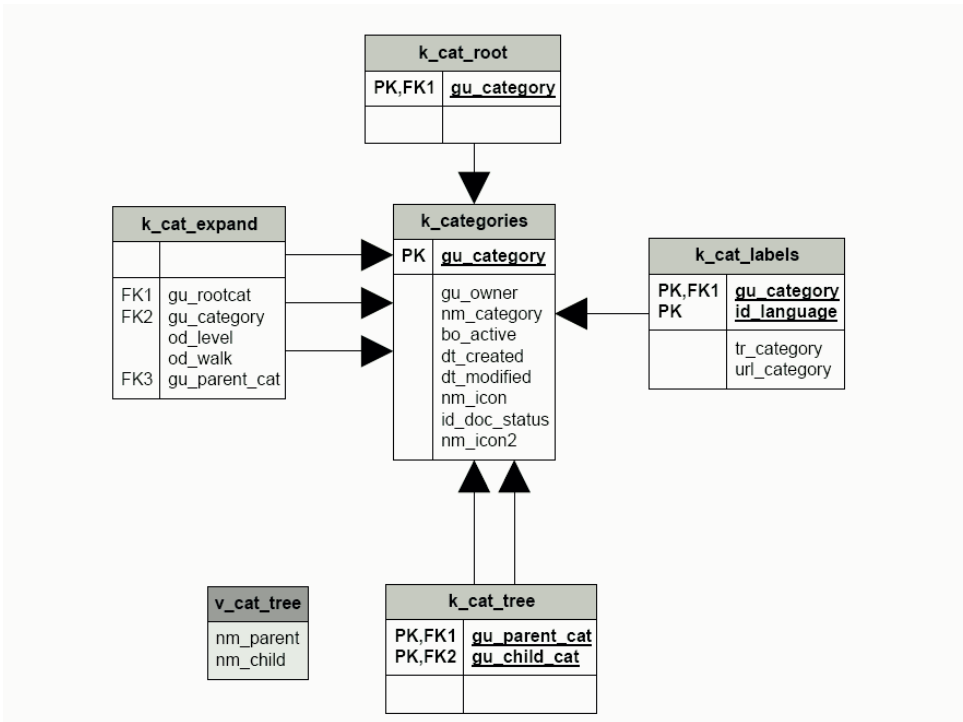 k_cat_root
PK,FK1 gu_category
k_cat_expand
FK1 gu_rootcat
FK2 gu_category
od_level
od_walk
FK3 gu_parent_cat
k_categories
PK gu_category
gu_owner
nm_category
bo_active
dt_created
dt_modified
nm_icon
id_doc_status
nm_icon2
k_cat_labels
PK,FK1 gu_category
PK id_language
tr_category
url_category
v_cat_tree
nm_parent
nm_child
k_cat_tree
PK,FK1 gu_parent_cat
PK,FK2 gu_child_cat